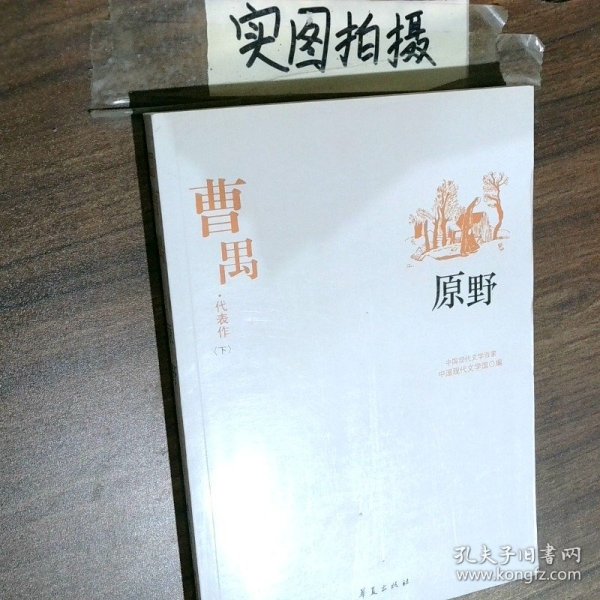 实图拍摄
曹禺
·代表作
（下）
原野
中国现代文学百家
中国现代文学馆◎编
华夏出版社
孔夫子旧书网
www.kongfz.com